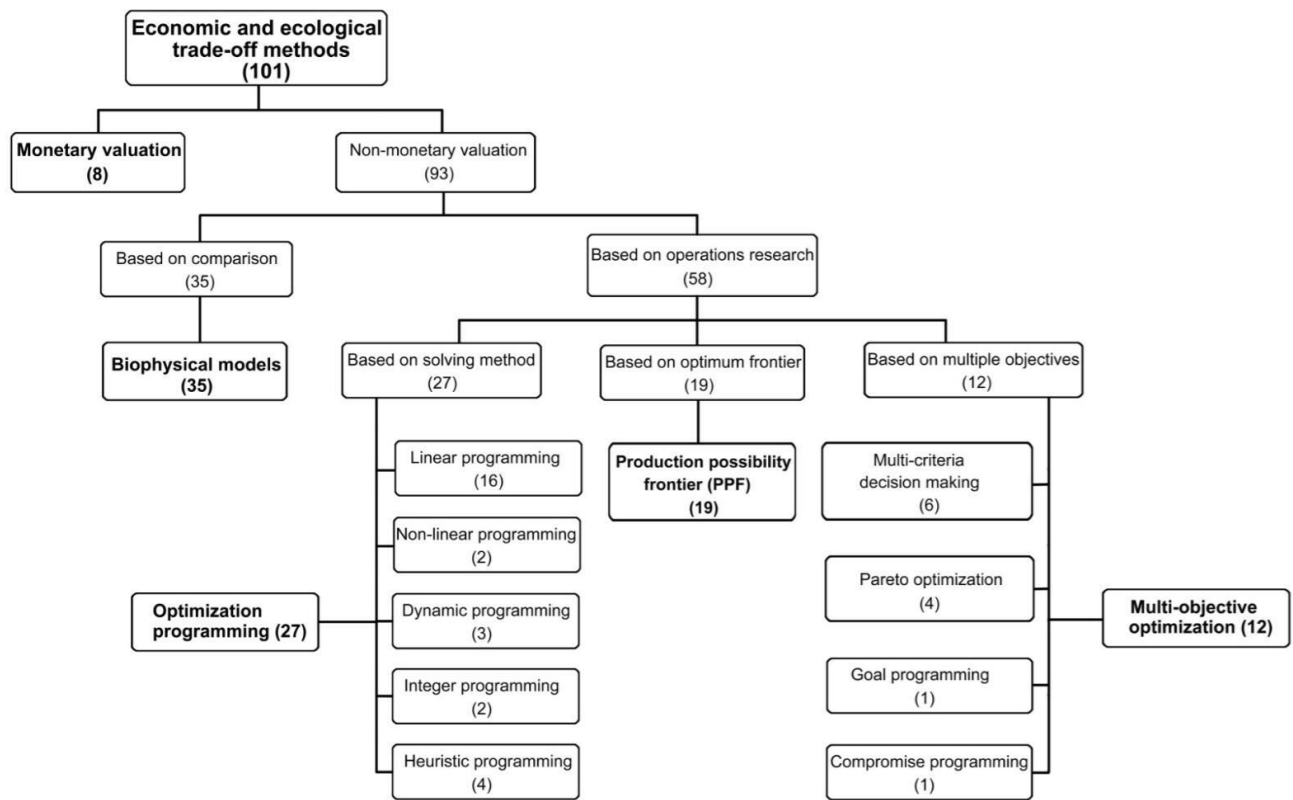 Economic and ecological
trade-off methods
(101)
Monetary valuation
(8)
Non-monetary valuation
(93)
Based on comparison
(35)
Based on operations research
(58)
Biophysical models
(35)
Based on solving method
(27)
Based on optimum frontier
(19)
Based on multiple objectives
(12)
Linear programming
(16)
Non-linear programming
(2)
Dynamic programming
(3)
Integer programming
(2)
Heuristic programming
(4)
Optimization
programming (27)
Production possibility
frontier (PPF)
(19)
Multi-criteria
decision making
(6)
Pareto optimization
(4)
Goal programming
(1)
Compromise programming
(1)
Multi-objective
optimization (12)